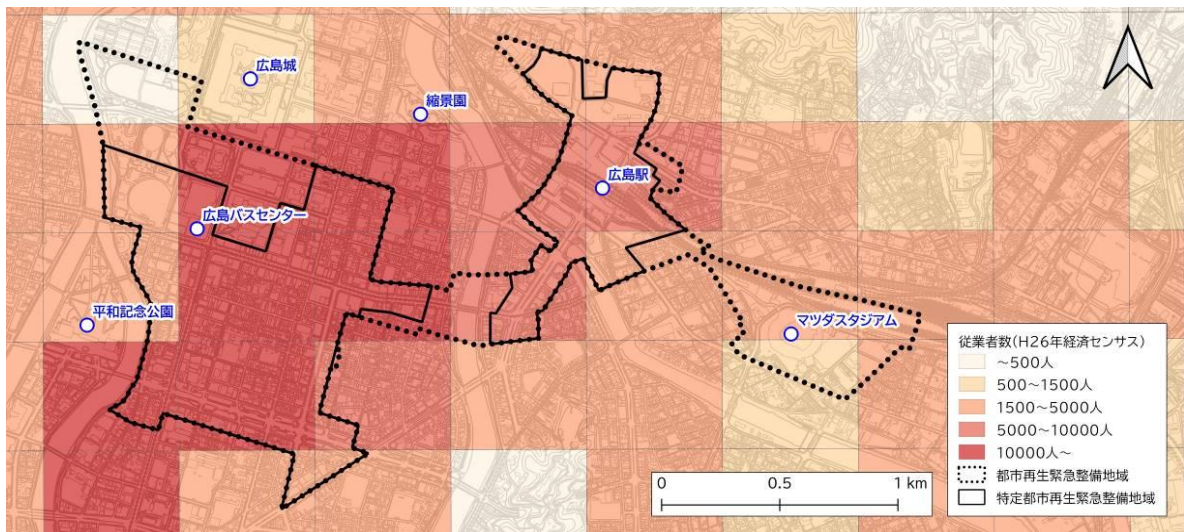 広島城
縮景園
広島駅
広島バスセンター
平和記念公園
マツダスタジアム
従業者数(H26年経済センサス)
～500人
500～1500人
1500～5000人
5000～10000人
10000人～
都市再生緊急整備地域
特定都市再生緊急整備地域
0 0.5 1 km